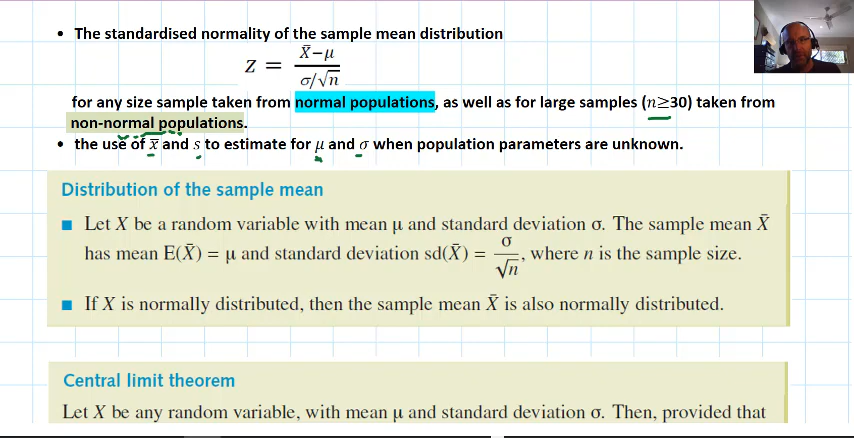 • The standardised normality of the sample mean distribution
z = X̄−μ / σ/√n
for any size sample taken from normal populations, as well as for large samples (n≥30) taken from
non-normal populations.
• the use of x̄ and s to estimate for μ and σ when population parameters are unknown.
Distribution of the sample mean
■ Let X be a random variable with mean μ and standard deviation σ. The sample mean X̄
has mean E(X̄) = μ and standard deviation sd(X̄) = σ/√n, where n is the sample size.
■ If X is normally distributed, then the sample mean X̄ is also normally distributed.
Central limit theorem
Let X be any random variable, with mean μ and standard deviation σ. Then, provided that